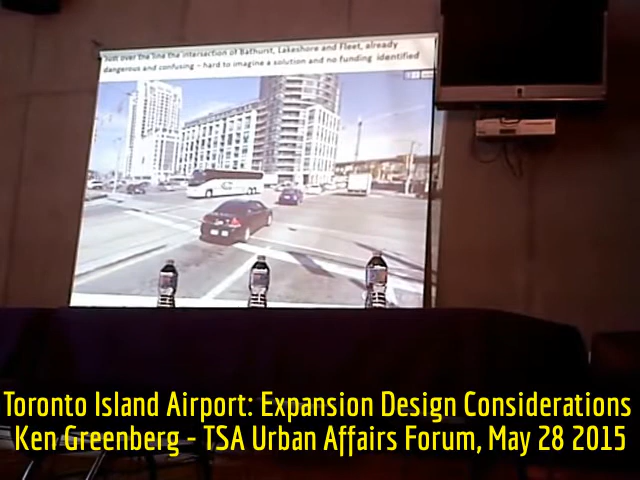 Just over the line the intersection of Bathurst, Lakeshore and Fleet, already
dangerous and confusing – hard to imagine a solution and no funding identified
Toronto Island Airport: Expansion Design Considerations
Ken Greenberg - TSA Urban Affairs Forum, May 28 2015